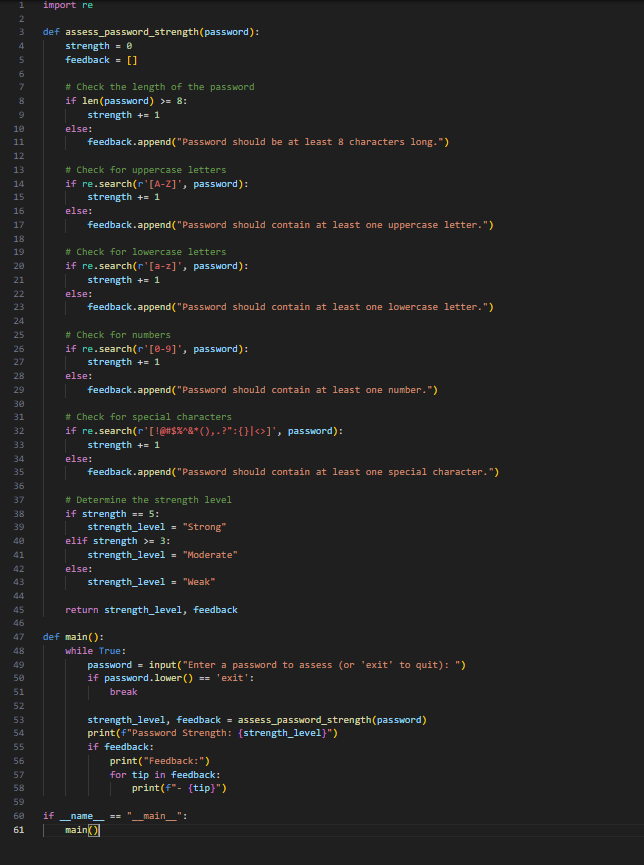 1 import re
2
3 def assess_password_strength(password):
4     strength = 0
5     feedback = []
6
7     # Check the length of the password
8     if len(password) >= 8:
9         strength += 1
10     else:
11         feedback.append("Password should be at least 8 characters long.")
12
13     # Check for uppercase letters
14     if re.search(r'[A-Z]', password):
15         strength += 1
16     else:
17         feedback.append("Password should contain at least one uppercase letter.")
18
19     # Check for lowercase letters
20     if re.search(r'[a-z]', password):
21         strength += 1
22     else:
23         feedback.append("Password should contain at least one lowercase letter.")
24
25     # Check for numbers
26     if re.search(r'[0-9]', password):
27         strength += 1
28     else:
29         feedback.append("Password should contain at least one number.")
30
31     # Check for special characters
32     if re.search(r'[!@#$%^&*(),.?":{}|<>]', password):
33         strength += 1
34     else:
35         feedback.append("Password should contain at least one special character.")
36
37     # Determine the strength level
38     if strength == 5:
39         strength_level = "Strong"
40     elif strength >= 3:
41         strength_level = "Moderate"
42     else:
43         strength_level = "Weak"
44
45     return strength_level, feedback
46
47 def main():
48     while True:
49         password = input("Enter a password to assess (or 'exit' to quit): ")
50         if password.lower() == 'exit':
51             break
52
53         strength_level, feedback = assess_password_strength(password)
54         print(f"Password Strength: {strength_level}")
55         if feedback:
56             print("Feedback:")
57             for tip in feedback:
58                 print(f"- {tip}")
59
60 if __name__ == "__main__":
61     main()